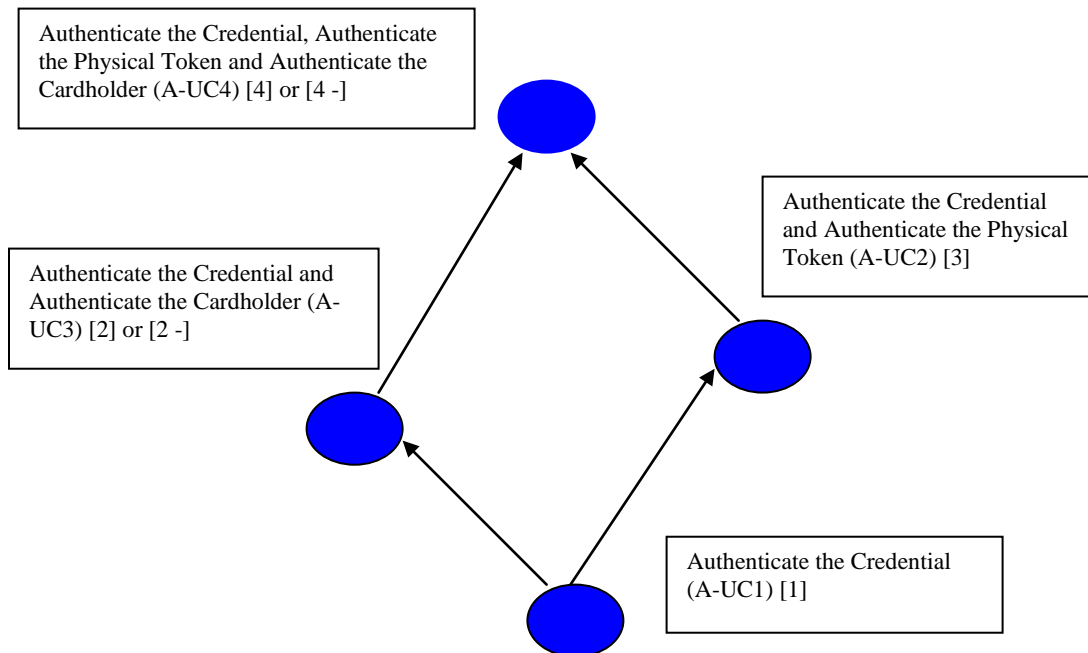 Authenticate the Credential, Authenticate
the Physical Token and Authenticate the
Cardholder (A-UC4) [4] or [4 -]
Authenticate the Credential
and Authenticate the Physical
Token (A-UC2) [3]
Authenticate the Credential and
Authenticate the Cardholder (A-
UC3) [2] or [2 -]
Authenticate the Credential
(A-UC1) [1]